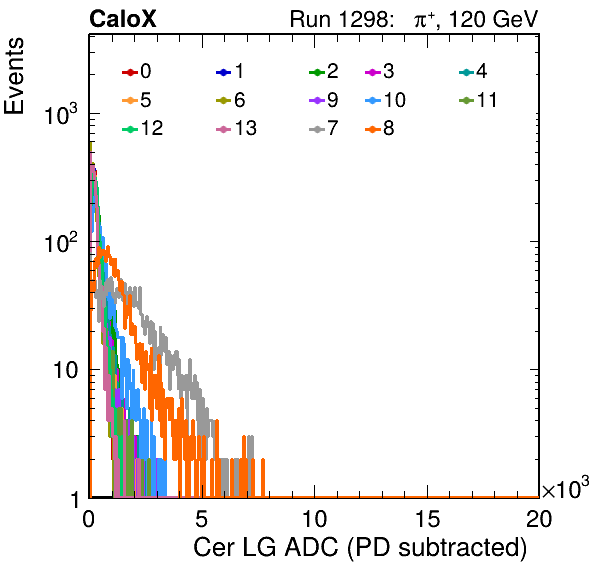 CaloX Run 1298: π⁺, 120 GeV
Events
0 1 2 3 4
5 6 9 10 11
12 13 7 8
10³
10²
10
1
0 5 10 15 20 ×10³
Cer LG ADC (PD subtracted)